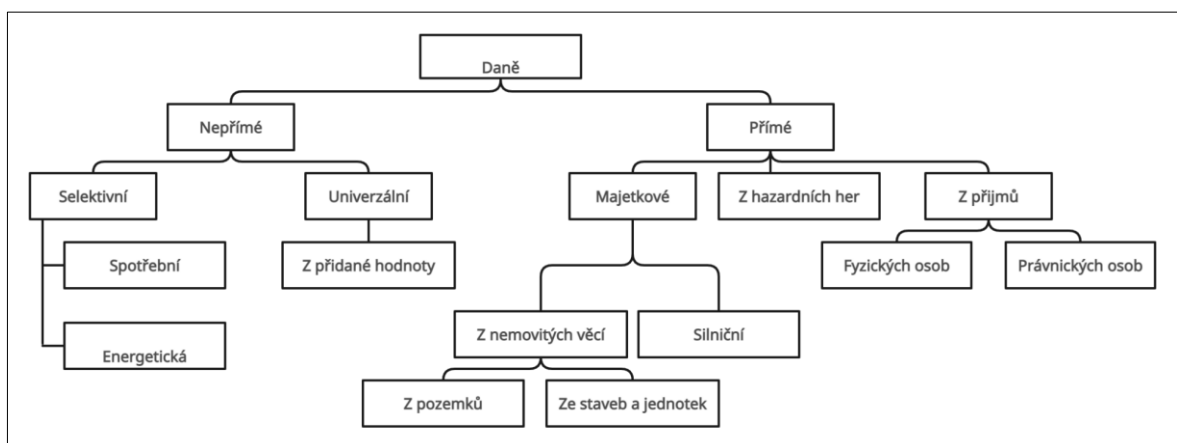 Daně
Nepřímé
Přímé
Selektivní
Univerzální
Majetkové
Z hazardních her
Z přijmů
Spotřební
Z přidané hodnoty
Fyzických osob
Právnických osob
Energetická
Z nemovitých věcí
Silniční
Z pozemků
Ze staveb a jednotek